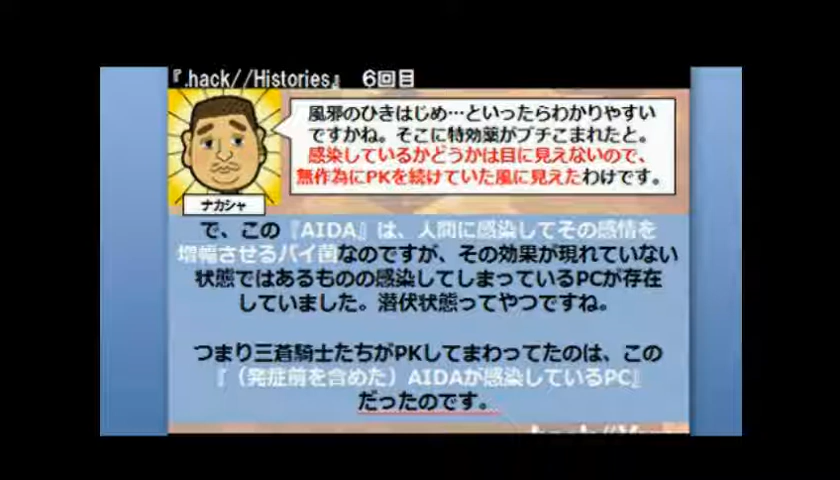 『.hack//Histories』 6回目
風邪のひきはじめ…といったらわかりやすい
ですかね。そこに特効薬がブチこまれたと。
感染しているかどうかは目に見えないので、
無作為にPKを続けていた風に見えたわけです。
ナカシャ
で、この『AIDA』は、人間に感染してその感情を
増幅させるバイ菌なのですが、その効果が現れていない
状態ではあるものの感染してしまっているPCが存在
していました。潜伏状態ってやつですね。
つまり三蒼騎士たちがPKしてまわってたのは、この
『（発症前を含めた）AIDAが感染しているPC』
だったのです。